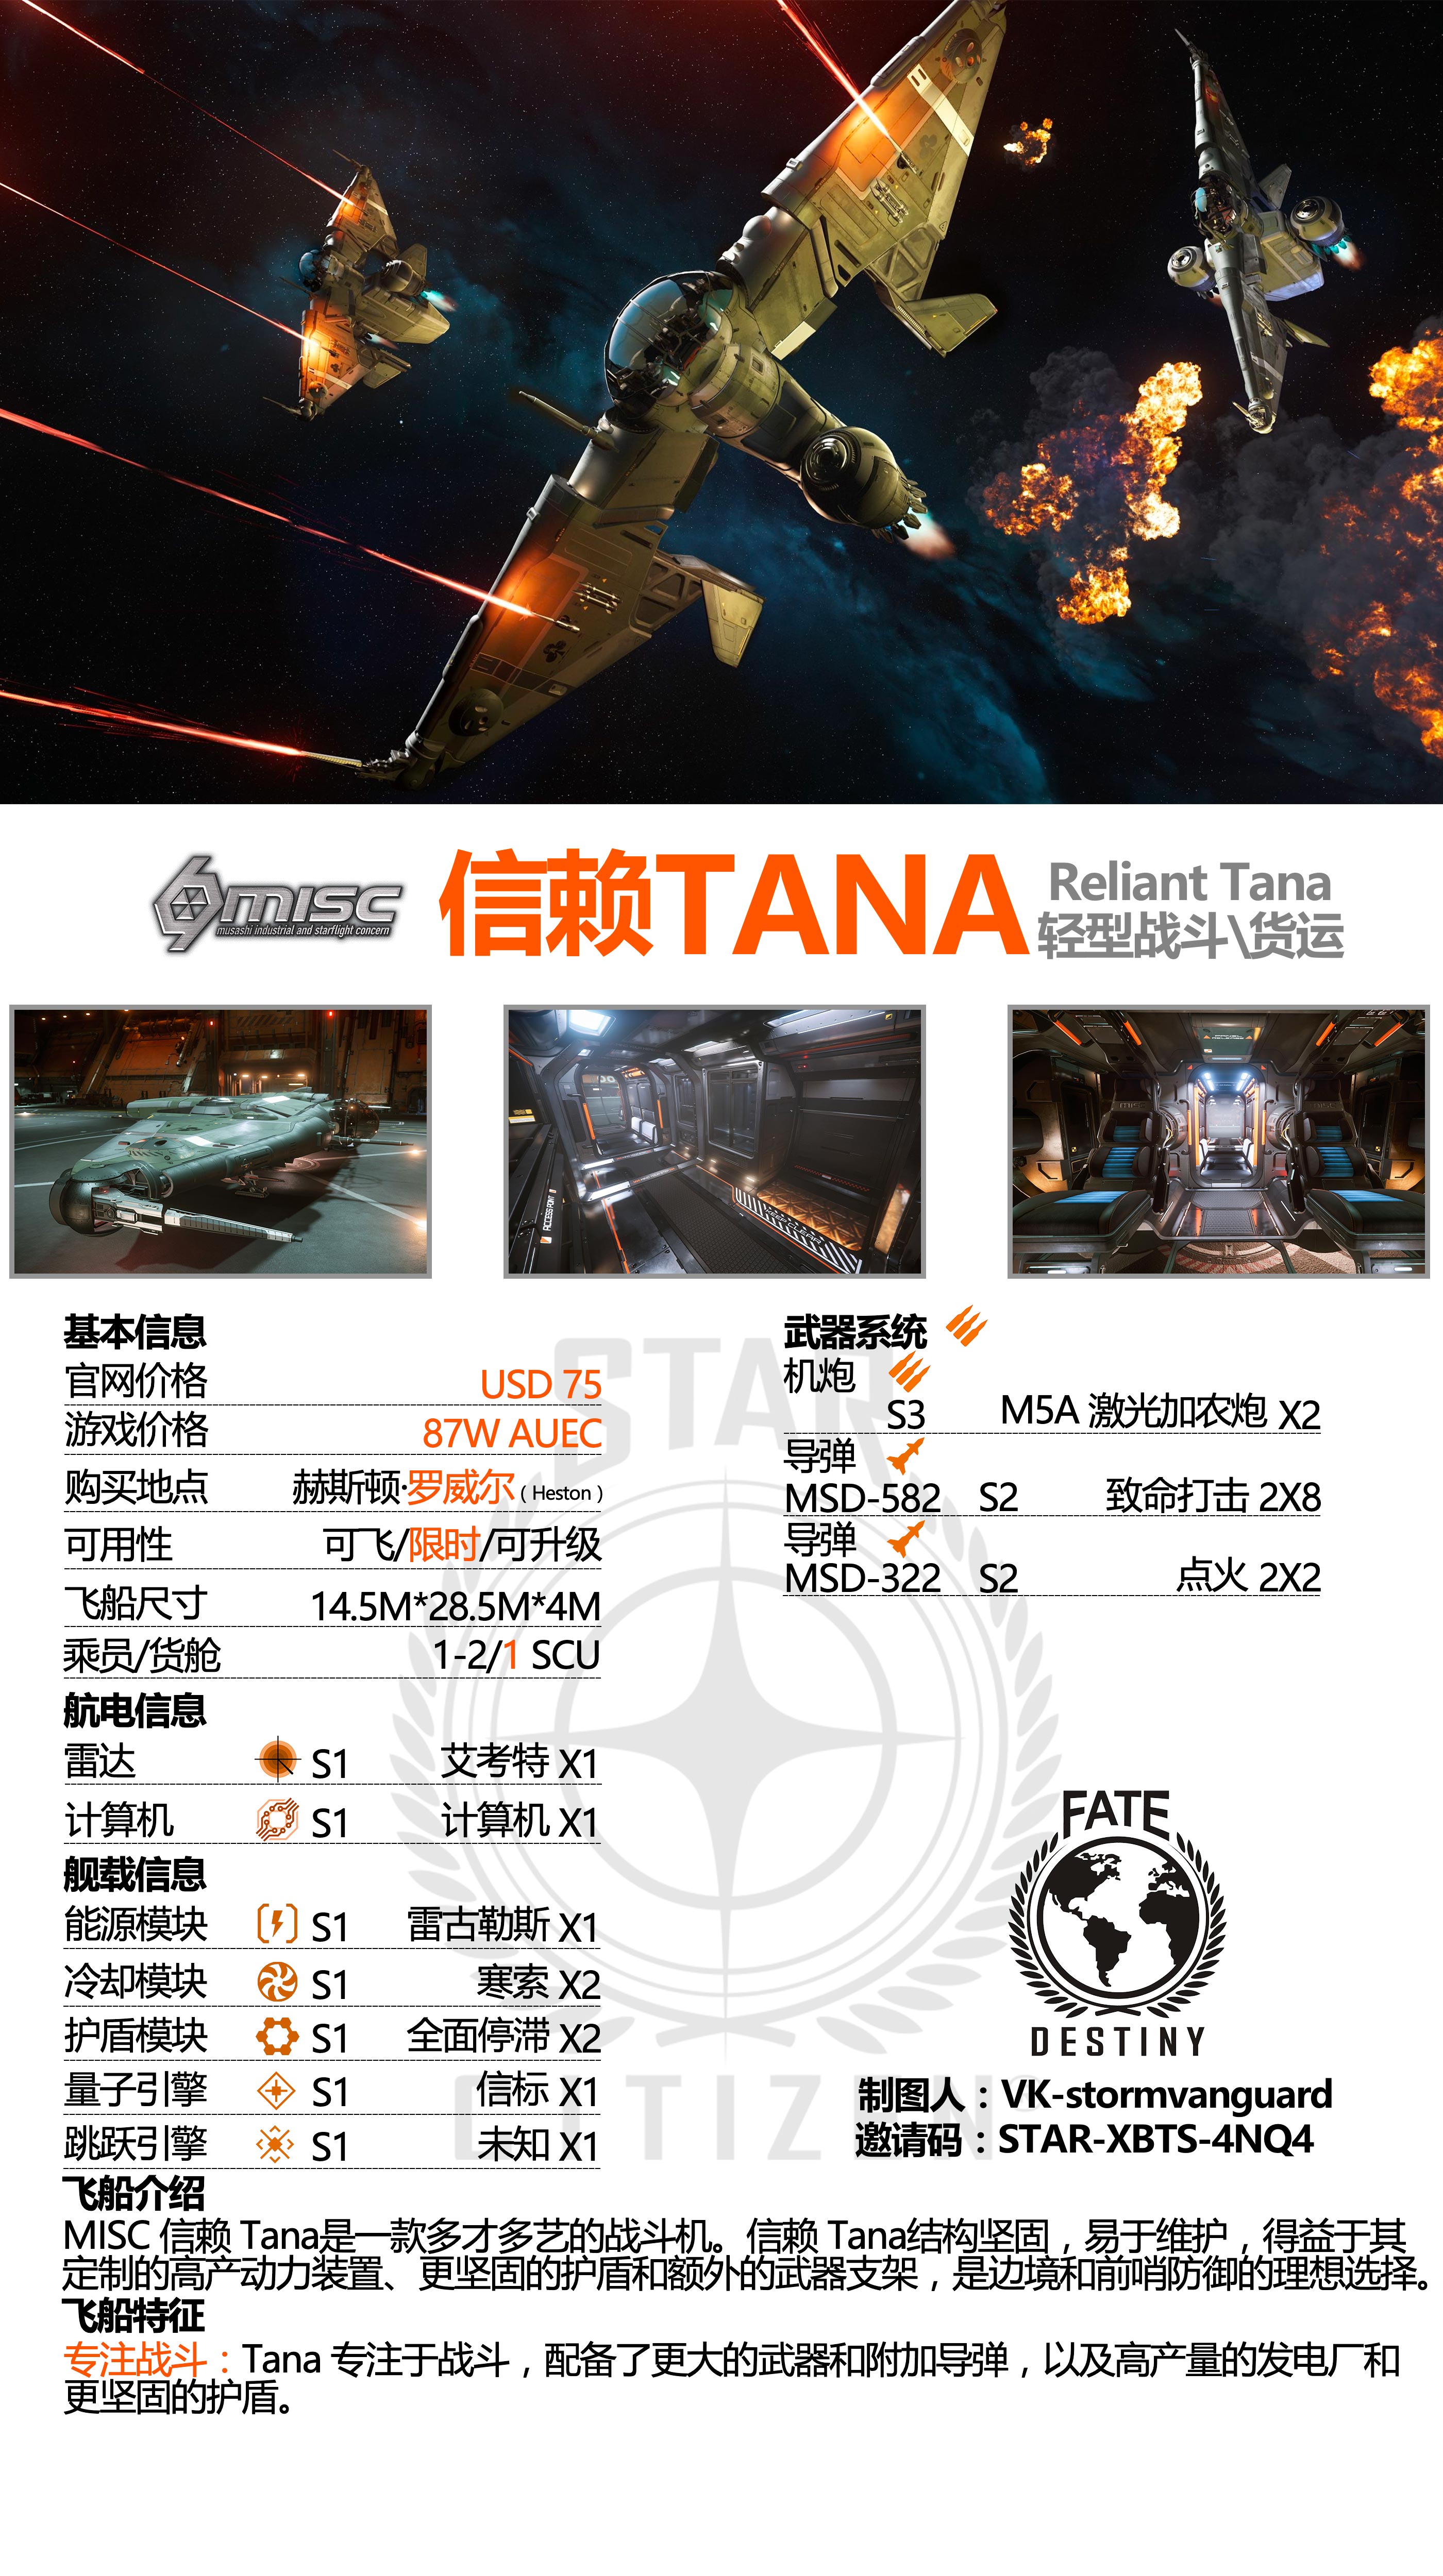 misc
musashi industrial and starflight concern
信赖TANA
Reliant Tana
轻型战斗\货运
ACCESS POINT
KEEP CLEAR
MISC
MISC
基本信息
官网价格 USD 75
游戏价格 87W AUEC
购买地点 赫斯顿·罗威尔 ( Heston )
可用性 可飞/限时/可升级
飞船尺寸 14.5M*28.5M*4M
乘员/货舱 1-2/1 SCU
航电信息
雷达 S1 艾考特 X1
计算机 S1 计算机 X1
舰载信息
能源模块 S1 雷古勒斯 X1
冷却模块 S1 寒索 X2
护盾模块 S1 全面停滞 X2
量子引擎 S1 信标 X1
跳跃引擎 S1 未知 X1
武器系统
机炮
S3 M5A 激光加农炮 X2
导弹
MSD-582 S2 致命打击 2X8
导弹
MSD-322 S2 点火 2X2
STAR
CITIZEN
FATE
DESTINY
制图人：VK-stormvanguard
邀请码：STAR-XBTS-4NQ4
飞船介绍
MISC 信赖 Tana是一款多才多艺的战斗机。信赖 Tana结构坚固，易于维护，得益于其
定制的高产动力装置、更坚固的护盾和额外的武器支架，是边境和前哨防御的理想选择。
飞船特征
专注战斗：Tana 专注于战斗，配备了更大的武器和附加导弹，以及高产量的发电厂和
更坚固的护盾。